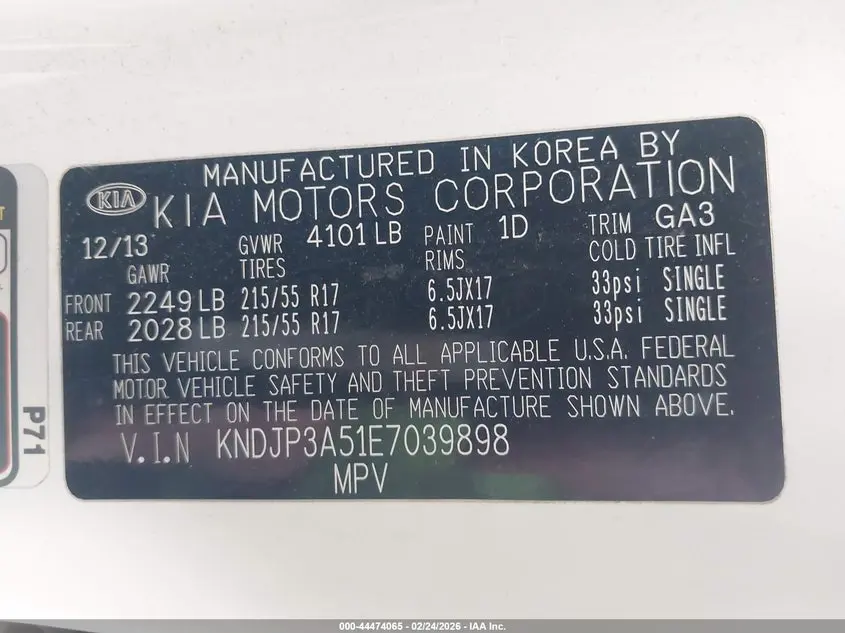 MANUFACTURED IN KOREA BY
KIA KIA MOTORS CORPORATION
12/13 GVWR 4101 LB PAINT 1D TRIM GA3
GAWR TIRES RIMS COLD TIRE INFL
FRONT 2249 LB 215/55 R17 6.5JX17 33psi SINGLE
REAR 2028 LB 215/55 R17 6.5JX17 33psi SINGLE
THIS VEHICLE CONFORMS TO ALL APPLICABLE U.S.A. FEDERAL
MOTOR VEHICLE SAFETY AND THEFT PREVENTION STANDARDS
IN EFFECT ON THE DATE OF MANUFACTURE SHOWN ABOVE.
V.I.N KNDJP3A51E7039898
MPV
P71
000-44474065 - 02/24/2026 - IAA Inc.